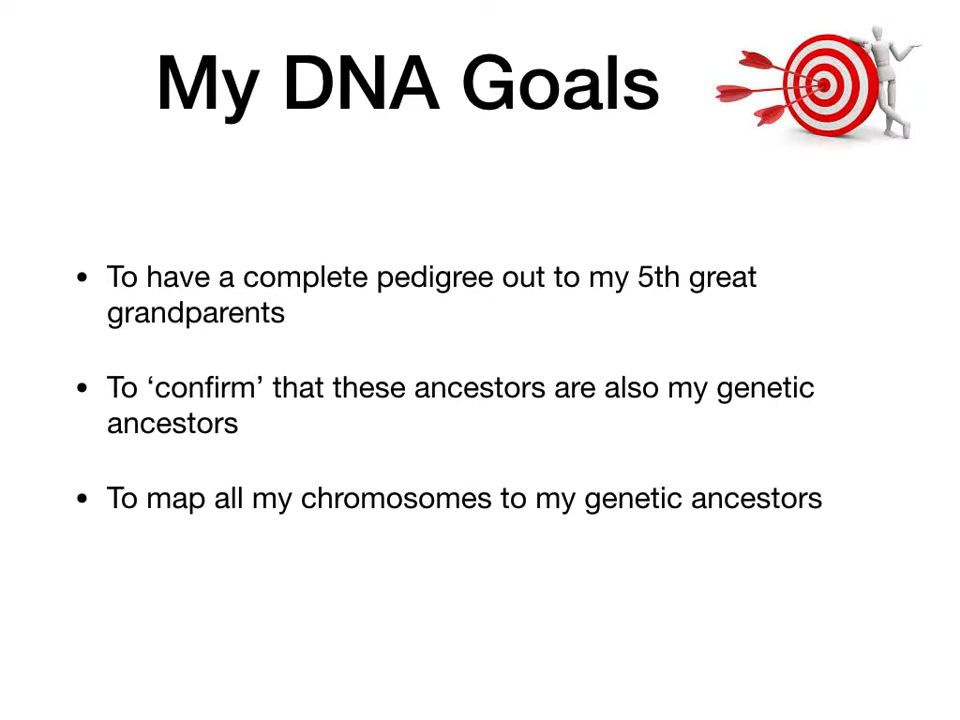 My DNA Goals
• To have a complete pedigree out to my 5th great
grandparents
• To ‘confirm’ that these ancestors are also my genetic
ancestors
• To map all my chromosomes to my genetic ancestors